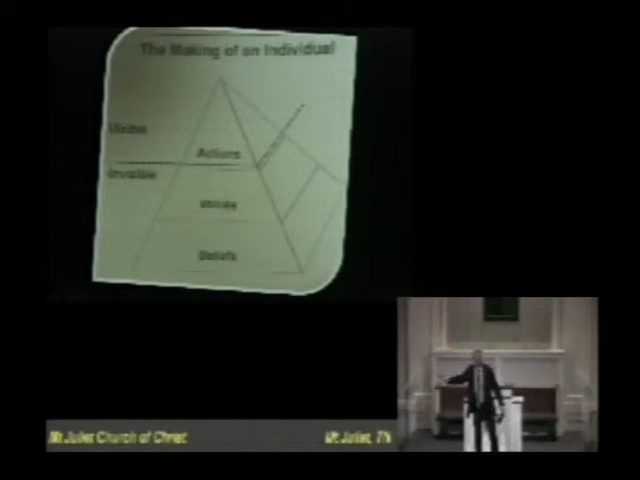 The Making of an Individual
Visible
Actions
Invisible
Values
Beliefs
Mt Juliet Church of Christ
Mt Juliet, TN